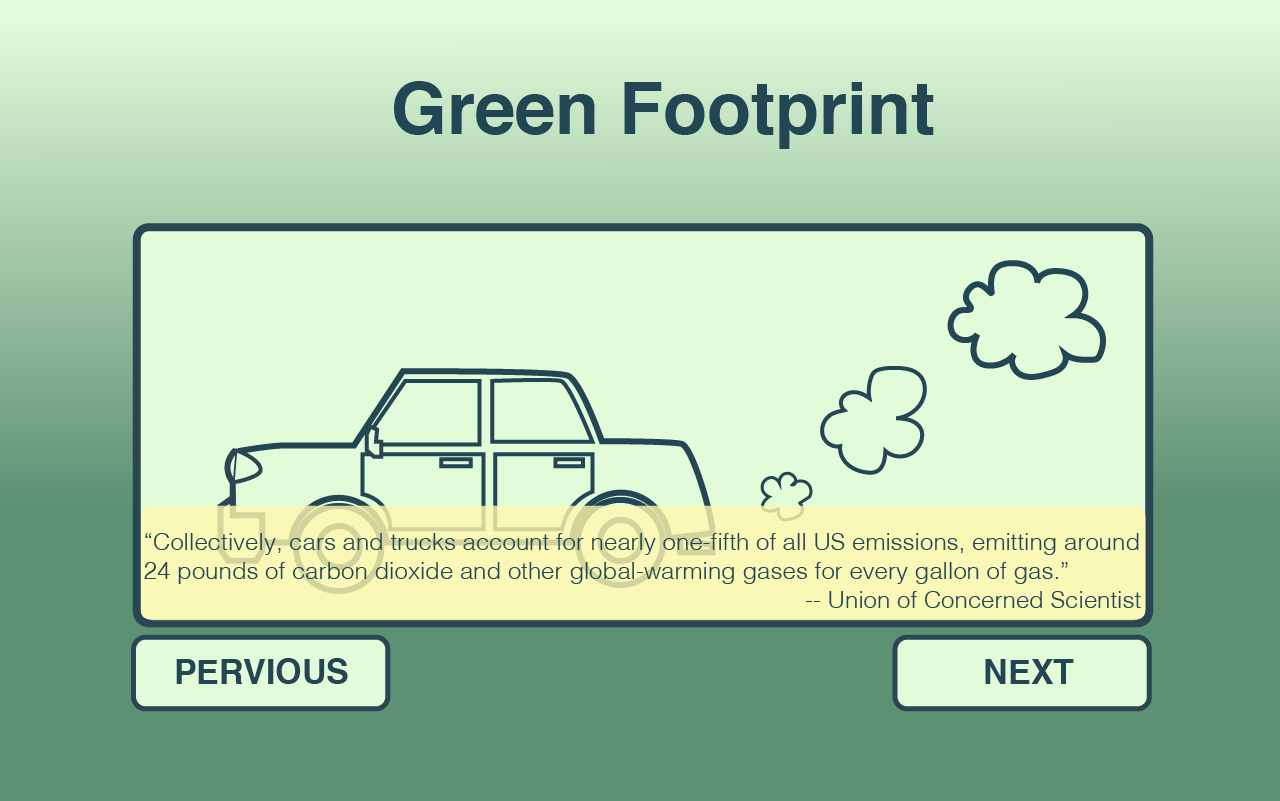 Green Footprint
“Collectively, cars and trucks account for nearly one-fifth of all US emissions, emitting around
24 pounds of carbon dioxide and other global-warming gases for every gallon of gas.”
-- Union of Concerned Scientist
PERVIOUS
NEXT